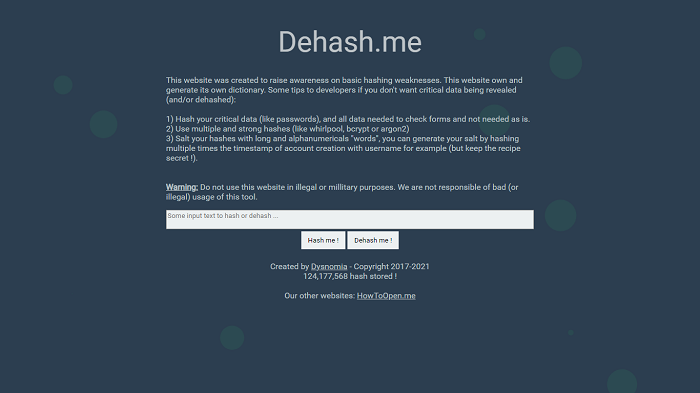 Dehash.me
This website was created to raise awareness on basic hashing weaknesses. This website own and
generate its own dictionary. Some tips to developers if you don't want critical data being revealed
(and/or dehashed):
1) Hash your critical data (like passwords), and all data needed to check forms and not needed as is.
2) Use multiple and strong hashes (like whirlpool, bcrypt or argon2)
3) Salt your hashes with long and alphanumericals "words", you can generate your salt by hashing
multiple times the timestamp of account creation with username for example (but keep the recipe
secret !).
Warning: Do not use this website in illegal or millitary purposes. We are not responsible of bad (or
illegal) usage of this tool.
Some input text to hash or dehash ...
Hash me ! Dehash me !
Created by Dysnomia - Copyright 2017-2021
124,177,568 hash stored !
Our other websites: HowToOpen.me